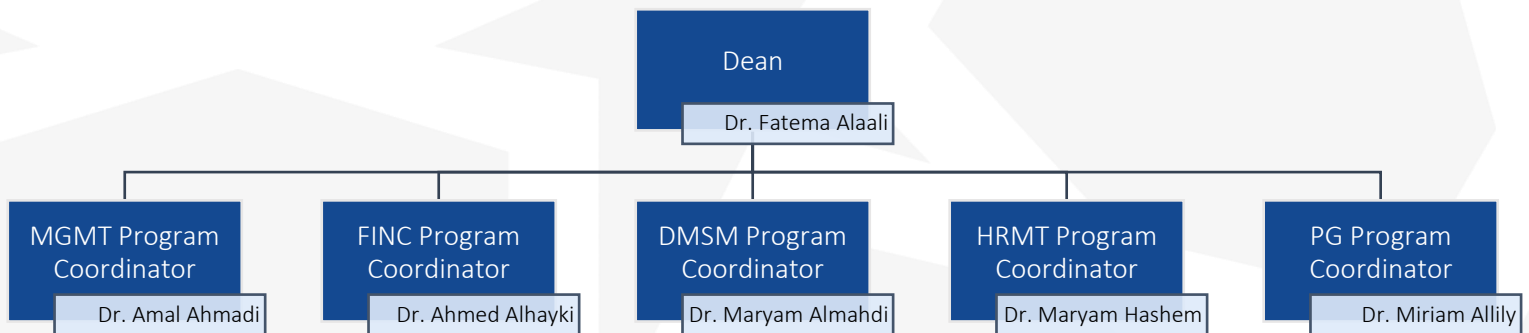 Dean
Dr. Fatema Alaali
MGMT Program
Coordinator
Dr. Amal Ahmadi
FINC Program
Coordinator
Dr. Ahmed Alhayki
DMSM Program
Coordinator
Dr. Maryam Almahdi
HRMT Program
Coordinator
Dr. Maryam Hashem
PG Program
Coordinator
Dr. Miriam Allily